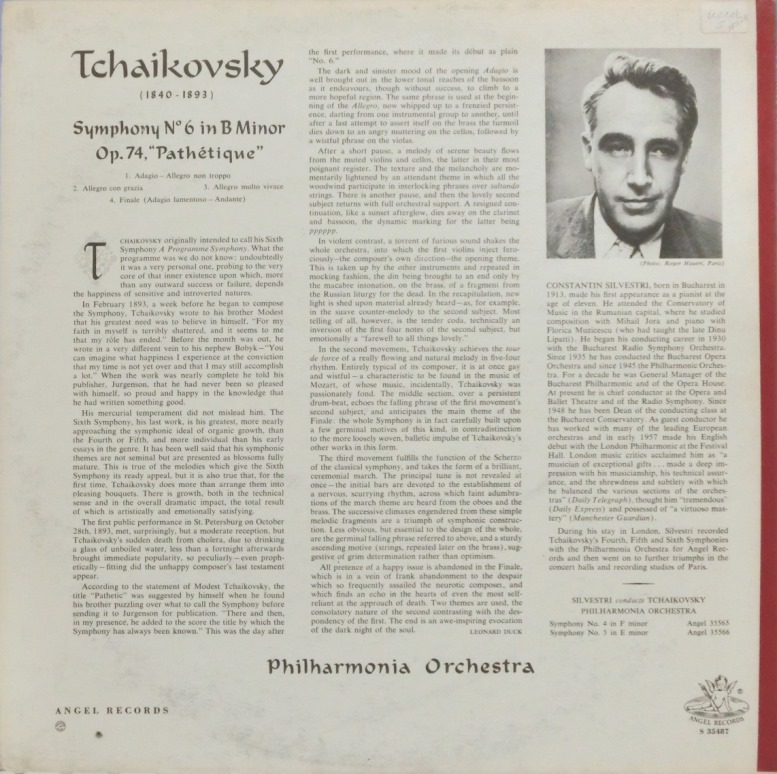 Tchaikovsky
(1840-1893)
Symphony Nº 6 in B Minor
Op. 74, "Pathétique"
1. Adagio – Allegro non troppo
2. Allegro con grazia 3. Allegro molto vivace
4. Finale (Adagio lamentoso – Andante)
TCHAIKOVSKY originally intended to call his Sixth
Symphony A Programme Symphony. What the
programme was we do not know: undoubtedly
it was a very personal one, probing to the very
core of that inner existence upon which, more
than any outward success or failure, depends
the happiness of sensitive and introverted natures.
In February 1893, a week before he began to compose
the Symphony, Tchaikovsky wrote to his brother Modest
that his greatest need was to believe in himself. "For my
faith in myself is terribly shattered, and it seems to me
that my rôle has ended." Before the month was out, he
wrote in a very different vein to his nephew Bobyk – "You
can imagine what happiness I experience at the conviction
that my time is not yet over and that I may still accomplish
a lot." When the work was nearly complete he told his
publisher, Jurgenson, that he had never been so pleased
with himself, so proud and happy in the knowledge that
he had written something good.
His mercurial temperament did not mislead him. The
Sixth Symphony, his last work, is his greatest, more nearly
approaching the symphonic ideal of organic growth, than
the Fourth or Fifth, and more individual than his early
essays in the genre. It has been well said that his symphonic
themes are not seminal but are presented as blossoms fully
mature. This is true of the melodies which give the Sixth
Symphony its ready appeal, but it is also true that, for the
first time, Tchaikovsky does more than arrange them into
pleasing bouquets. There is growth, both in the technical
sense and in the overall dramatic impact, the total result
of which is artistically and emotionally satisfying.
The first public performance in St. Petersburg on October
28th, 1893, met, surprisingly, but a moderate reception, but
Tchaikovsky's sudden death from cholera, due to drinking
a glass of unboiled water, less than a fortnight afterwards
brought immediate popularity, so peculiarly – even proph-
etically – fitting did the unhappy composer's last testament
appear.
According to the statement of Modest Tchaikovsky, the
title "Pathetic" was suggested by himself when he found
his brother puzzling over what to call the Symphony before
sending it to Jurgenson for publication. "There and then,
in my presence, he added to the score the title by which the
Symphony has always been known." This was the day after
the first performance, where it made its début as plain
"No. 6."
The dark and sinister mood of the opening Adagio is
well brought out in the lower tonal reaches of the bassoon
as it endeavours, though without success, to climb to a
more hopeful region. The same phrase is used at the begin-
ning of the Allegro, now whipped up to a frenzied persist-
ence, darting from one instrumental group to another, until
after a last attempt to assert itself on the brass the turmoil
dies down to an angry muttering on the cellos, followed by
a wistful phrase on the violas.
After a short pause, a melody of serene beauty flows
from the muted violins and cellos, the latter in their most
poignant register. The texture and the melancholy are mo-
mentarily lightened by an attendant theme in which all the
woodwind participate in interlocking phrases over saltando
strings. There is another pause, and then the lovely second
subject returns with full orchestral support. A resigned con-
tinuation, like a sunset afterglow, dies away on the clarinet
and bassoon, the dynamic marking for the latter being
pppppp.
In violent contrast, a torrent of furious sound shakes the
whole orchestra, into which the first violins inject fero-
ciously – the composer's own direction – the opening theme.
This is taken up by the other instruments and repeated in
mocking fashion, the din being brought to an end only by
the macabre intonation, on the brass, of a fragment from
the Russian liturgy for the dead. In the recapitulation, new
light is shed upon material already heard – as, for example,
in the suave counter-melody to the second subject. Most
telling of all, however, is the tender coda, technically an
inversion of the first four notes of the second subject, but
emotionally a "farewell to all things lovely."
In the second movement, Tchaikovsky achieves the tour
de force of a really flowing and natural melody in five-four
rhythm. Entirely typical of its composer, it is at once gay
and wistful – a characteristic to be found in the music of
Mozart, of whose music, incidentally, Tchaikovsky was
passionately fond. The middle section, over a persistent
drum-beat, echoes the falling phrase of the first movement's
second subject, and anticipates the main theme of the
Finale: the whole Symphony is in fact carefully built upon
a few germinal motives of this kind, in contradistinction
to the more loosely woven, balletic impulse of Tchaikovsky's
other works in this form.
The third movement fulfills the function of the Scherzo
of the classical symphony, and takes the form of a brilliant,
ceremonial march. The principal tune is not revealed at
once – the initial bars are devoted to the establishment of
a nervous, scurrying rhythm, across which faint adumbra-
tions of the march theme are heard on the oboes and the
brass. The successive climaxes engendered from these simple
melodic fragments are a triumph of symphonic construc-
tion. Less obvious, but essential to the design of the whole,
are the germinal falling phrase referred to above, and a sturdy
ascending motive (strings, repeated later on the brass), sug-
gestive of grim determination rather than optimism.
All pretence of a happy issue is abandoned in the Finale,
which is in a vein of frank abandonment to the despair
which so frequently assailed the neurotic composer, and
which finds an echo in the hearts of even the most self-
reliant at the approach of death. Two themes are used, the
consolatory nature of the second contrasting with the des-
pondency of the first. The end is an awe-inspiring evocation
of the dark night of the soul. LEONARD DUCK
(Photo: Roger Hauert, Paris)
CONSTANTIN SILVESTRI, born in Bucharest in
1913, made his first appearance as a pianist at the
age of eleven. He attended the Conservatory of
Music in the Rumanian capital, where he studied
composition with Mihail Jora and piano with
Florica Musicescu (who had taught the late Dinu
Lipatti). He began his conducting career in 1930
with the Bucharest Radio Symphony Orchestra.
Since 1935 he has conducted the Bucharest Opera
Orchestra and since 1945 the Philharmonic Orches-
tra. For a decade he was General Manager of the
Bucharest Philharmonic and of the Opera House.
At present he is chief conductor at the Opera and
Ballet Theatre and of the Radio Symphony. Since
1948 he has been Dean of the conducting class at
the Bucharest Conservatory. As guest conductor he
has worked with many of the leading European
orchestras and in early 1957 made his English
debut with the London Philharmonic at the Festival
Hall. London music critics acclaimed him as "a
musician of exceptional gifts ... made a deep im-
pression with his musicianship, his technical assur-
ance, and the shrewdness and subtlety with which
he balanced the various sections of the orches-
tra" (Daily Telegraph), thought him "tremendous"
(Daily Express) and possessed of "a virtuoso mas-
tery" (Manchester Guardian).
During his stay in London, Silvestri recorded
Tchaikovsky's Fourth, Fifth and Sixth Symphonies
with the Philharmonia Orchestra for Angel Rec-
ords and then went on to further triumphs in the
concert halls and recording studios of Paris.
SILVESTRI conducts TCHAIKOVSKY
PHILHARMONIA ORCHESTRA
Symphony No. 4 in F minor Angel 35565
Symphony No. 5 in E minor Angel 35566
Philharmonia Orchestra
ANGEL RECORDS
ANGEL RECORDS
S 35487